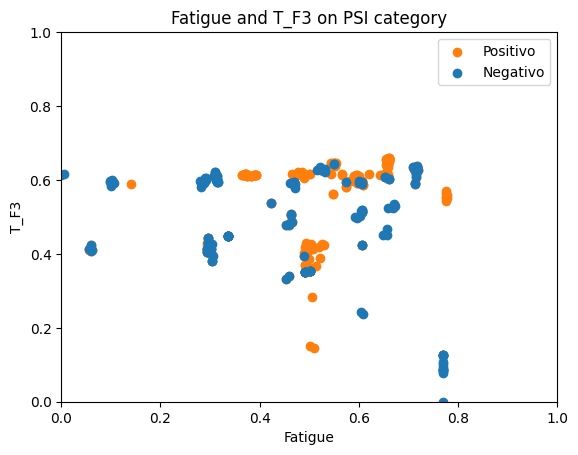 Fatigue and T_F3 on PSI category
Positivo
Negativo
T_F3
1.0
0.8
0.6
0.4
0.2
0.0
0.0 0.2 0.4 0.6 0.8 1.0
Fatigue